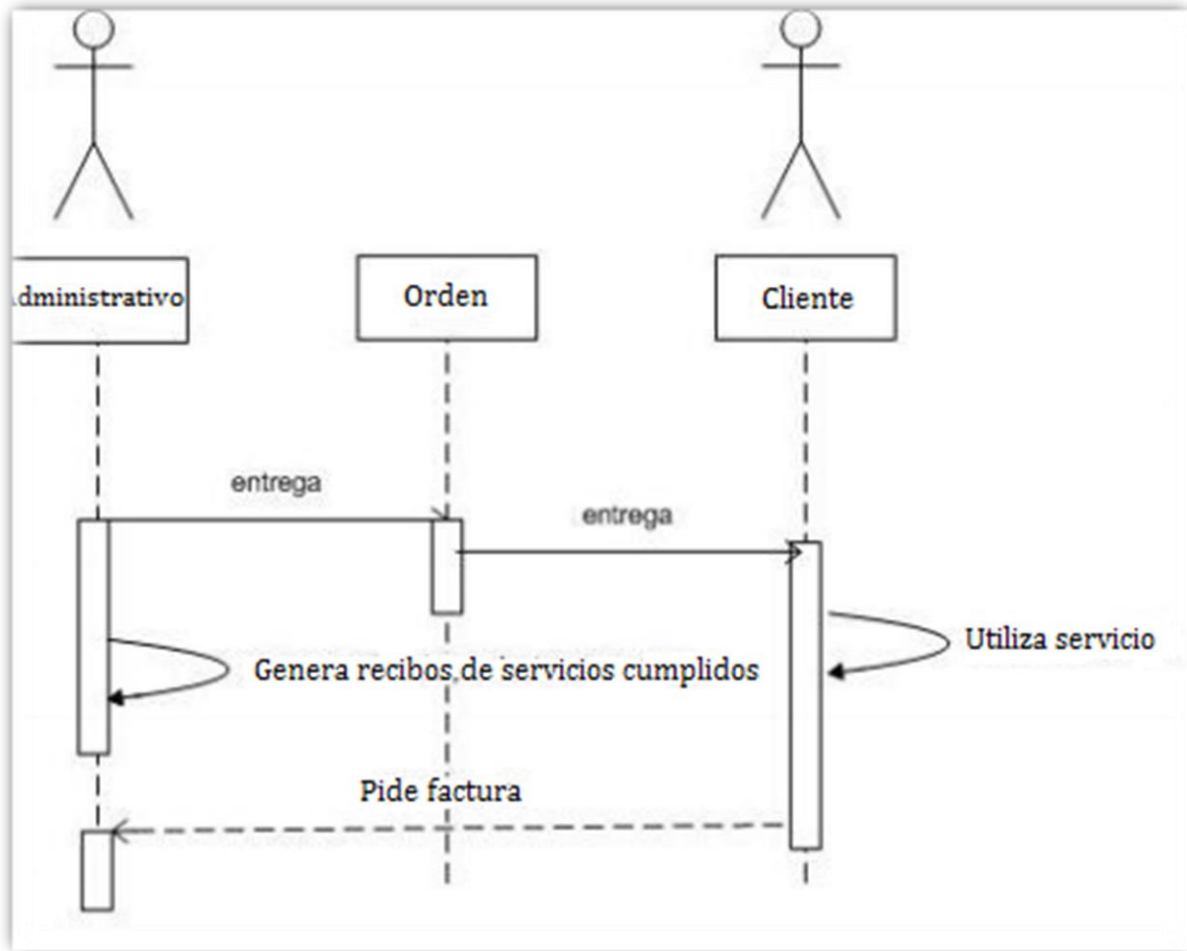 dministrativo
Orden
Cliente
entrega
entrega
Utiliza servicio
Genera recibos de servicios cumplidos
Pide factura